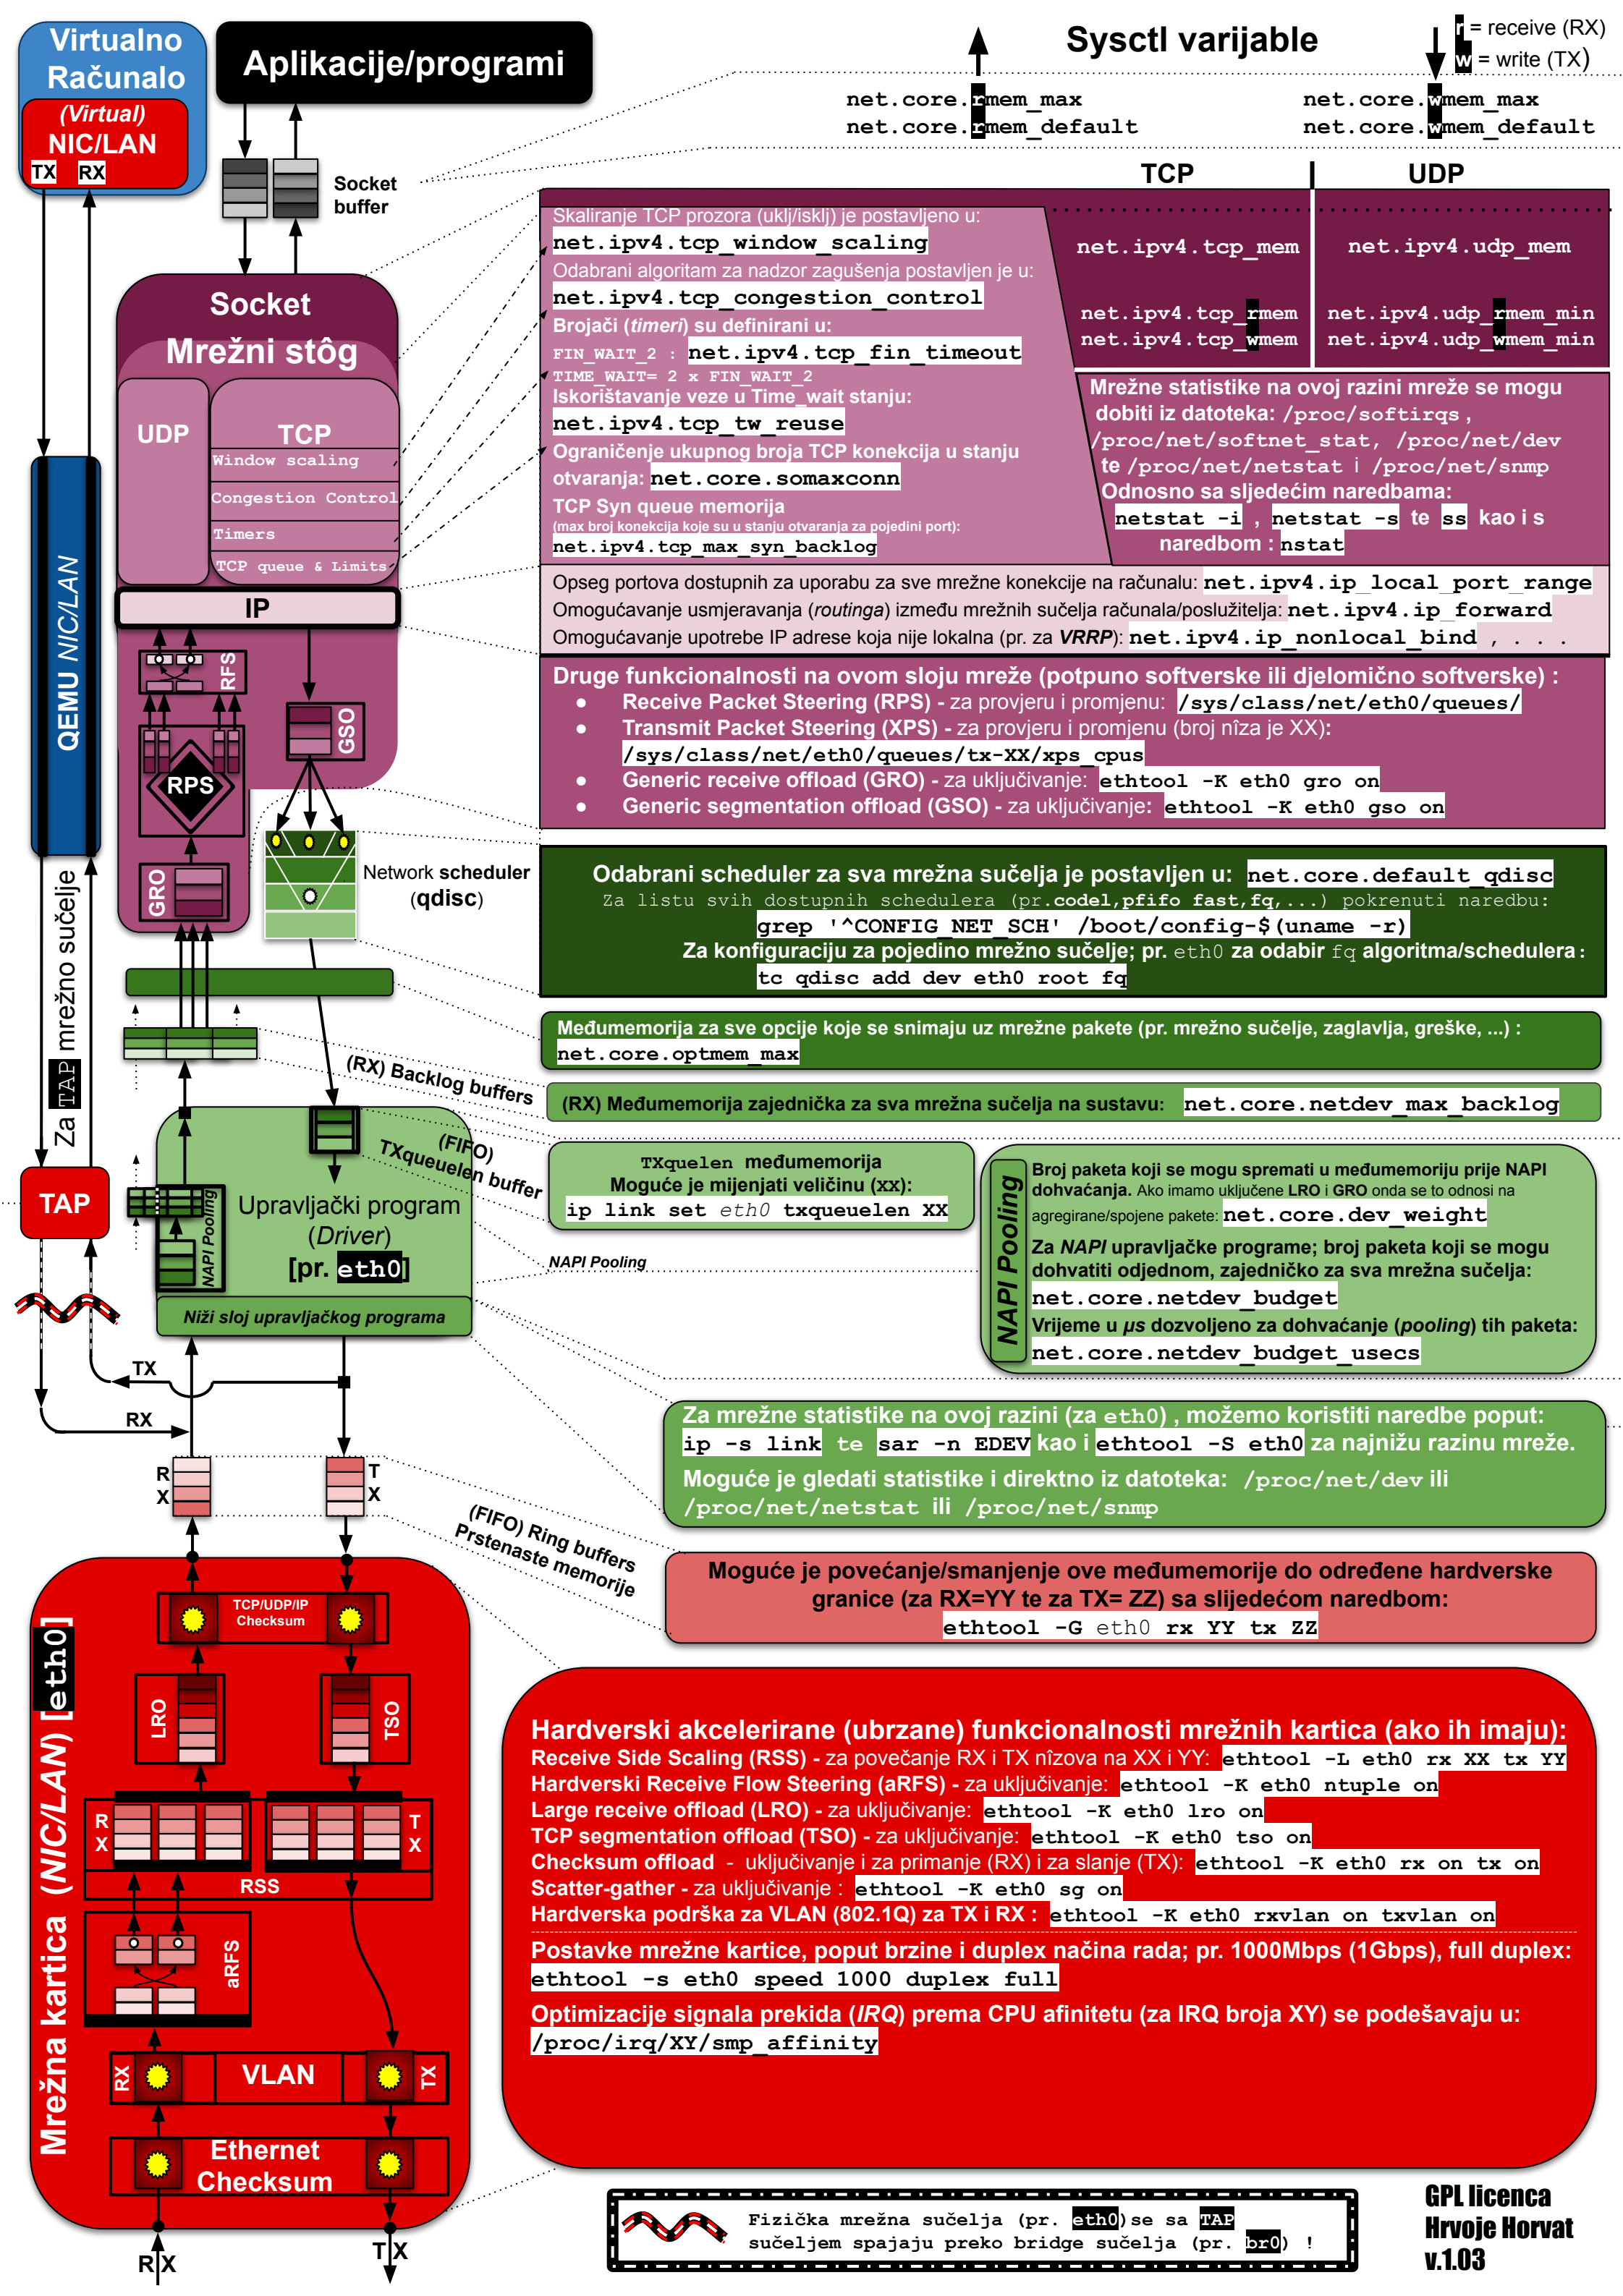 Virtualno
Računalo
(Virtual)
NIC/LAN
TX RX
Aplikacije/programi
Sysctl varijable
r = receive (RX)
w = write (TX)
net.core.rmem_max
net.core.rmem_default
net.core.wmem_max
net.core.wmem_default
Socket
buffer
TCP
UDP
Skaliranje TCP prozora (uklj/isklj) je postavljeno u:
net.ipv4.tcp_window_scaling
Odabrani algoritam za nadzor zagušenja postavljen je u:
net.ipv4.tcp_congestion_control
Brojači (timeri) su definirani u:
FIN_WAIT_2 : net.ipv4.tcp_fin_timeout
TIME_WAIT= 2 x FIN_WAIT_2
Iskorištavanje veze u Time_wait stanju:
net.ipv4.tcp_tw_reuse
Ograničenje ukupnog broja TCP konekcija u stanju
otvaranja: net.core.somaxconn
TCP Syn queue memorija
(max broj konekcija koje su u stanju otvaranja za pojedini port):
net.ipv4.tcp_max_syn_backlog
net.ipv4.tcp_mem
net.ipv4.udp_mem
net.ipv4.tcp_rmem
net.ipv4.tcp_wmem
net.ipv4.udp_rmem_min
net.ipv4.udp_wmem_min
Mrežne statistike na ovoj razini mreže se mogu
dobiti iz datoteka: /proc/softirqs ,
/proc/net/softnet_stat, /proc/net/dev
te /proc/net/netstat i /proc/net/snmp
Odnosno sa sljedećim naredbama:
netstat -i , netstat -s te ss kao i s
naredbom : nstat
Socket
Mrežni stôg
UDP
TCP
Window scaling
Congestion Control
Timers
TCP queue & Limits
IP
Opseg portova dostupnih za uporabu za sve mrežne konekcije na računalu: net.ipv4.ip_local_port_range
Omogućavanje usmjeravanja (routinga) između mrežnih sučelja računala/poslužitelja: net.ipv4.ip_forward
Omogućavanje upotrebe IP adrese koja nije lokalna (pr. za VRRP): net.ipv4.ip_nonlocal_bind , . . .
RFS
RPS
GRO
GSO
Druge funkcionalnosti na ovom sloju mreže (potpuno softverske ili djelomično softverske) :
● Receive Packet Steering (RPS) - za provjeru i promjenu: /sys/class/net/eth0/queues/
● Transmit Packet Steering (XPS) - za provjeru i promjenu (broj nîza je XX):
/sys/class/net/eth0/queues/tx-XX/xps_cpus
● Generic receive offload (GRO) - za uključivanje: ethtool -K eth0 gro on
● Generic segmentation offload (GSO) - za uključivanje: ethtool -K eth0 gso on
QEMU NIC/LAN
Za TAP mrežno sučelje
Network scheduler
(qdisc)
Odabrani scheduler za sva mrežna sučelja je postavljen u: net.core.default_qdisc
Za listu svih dostupnih schedulera (pr.codel,pfifo fast,fq,...) pokrenuti naredbu:
grep '^CONFIG_NET_SCH' /boot/config-$(uname -r)
Za konfiguraciju za pojedino mrežno sučelje; pr. eth0 za odabir fq algoritma/schedulera:
tc qdisc add dev eth0 root fq
Međumemorija za sve opcije koje se snimaju uz mrežne pakete (pr. mrežno sučelje, zaglavlja, greške, ...) :
net.core.optmem_max
(RX) Backlog buffers
(RX) Međumemorija zajednička za sva mrežna sučelja na sustavu: net.core.netdev_max_backlog
(FIFO)
TXqueuelen buffer
TXquelen međumemorija
Moguće je mijenjati veličinu (XX):
ip link set eth0 txqueuelen XX
NAPI Pooling
Broj paketa koji se mogu spremati u međumemoriju prije NAPI
dohvaćanja. Ako imamo uključene LRO i GRO onda se to odnosi na
agregirane/spojene pakete: net.core.dev_weight
Za NAPI upravljačke programe; broj paketa koji se mogu
dohvatiti odjednom, zajedničko za sva mrežna sučelja:
net.core.netdev_budget
Vrijeme u µs dozvoljeno za dohvaćanje (pooling) tih paketa:
net.core.netdev_budget_usecs
TAP
NAPI Pooling
Upravljački program
(Driver)
[pr. eth0]
NAPI Pooling
Niži sloj upravljačkog programa
TX
RX
Za mrežne statistike na ovoj razini (za eth0) , možemo koristiti naredbe poput:
ip -s link te sar -n EDEV kao i ethtool -S eth0 za najnižu razinu mreže.
Moguće je gledati statistike i direktno iz datoteka: /proc/net/dev ili
/proc/net/netstat ili /proc/net/snmp
RX
TX
(FIFO) Ring buffers
Prstenaste memorije
Moguće je povećanje/smanjenje ove međumemorije do određene hardverske
granice (za RX=YY te za TX= ZZ) sa slijedećom naredbom:
ethtool -G eth0 rx YY tx ZZ
Mrežna kartica (NIC/LAN) [eth0]
TCP/UDP/IP
Checksum
LRO
TSO
RX
TX
RSS
aRFS
RX
VLAN
TX
Ethernet
Checksum
RX
TX
Hardverski akcelerirane (ubrzane) funkcionalnosti mrežnih kartica (ako ih imaju):
Receive Side Scaling (RSS) - za povečanje RX i TX nîzova na XX i YY: ethtool -L eth0 rx XX tx YY
Hardverski Receive Flow Steering (aRFS) - za uključivanje: ethtool -K eth0 ntuple on
Large receive offload (LRO) - za uključivanje: ethtool -K eth0 lro on
TCP segmentation offload (TSO) - za uključivanje: ethtool -K eth0 tso on
Checksum offload - uključivanje i za primanje (RX) i za slanje (TX): ethtool -K eth0 rx on tx on
Scatter-gather - za uključivanje : ethtool -K eth0 sg on
Hardverska podrška za VLAN (802.1Q) za TX i RX : ethtool -K eth0 rxvlan on txvlan on
Postavke mrežne kartice, poput brzine i duplex načina rada; pr. 1000Mbps (1Gbps), full duplex:
ethtool -s eth0 speed 1000 duplex full
Optimizacije signala prekida (IRQ) prema CPU afinitetu (za IRQ broja XY) se podešavaju u:
/proc/irq/XY/smp_affinity
Fizička mrežna sučelja (pr. eth0)se sa TAP
sučeljem spajaju preko bridge sučelja (pr. br0) !
GPL licenca
Hrvoje Horvat
v.1.03